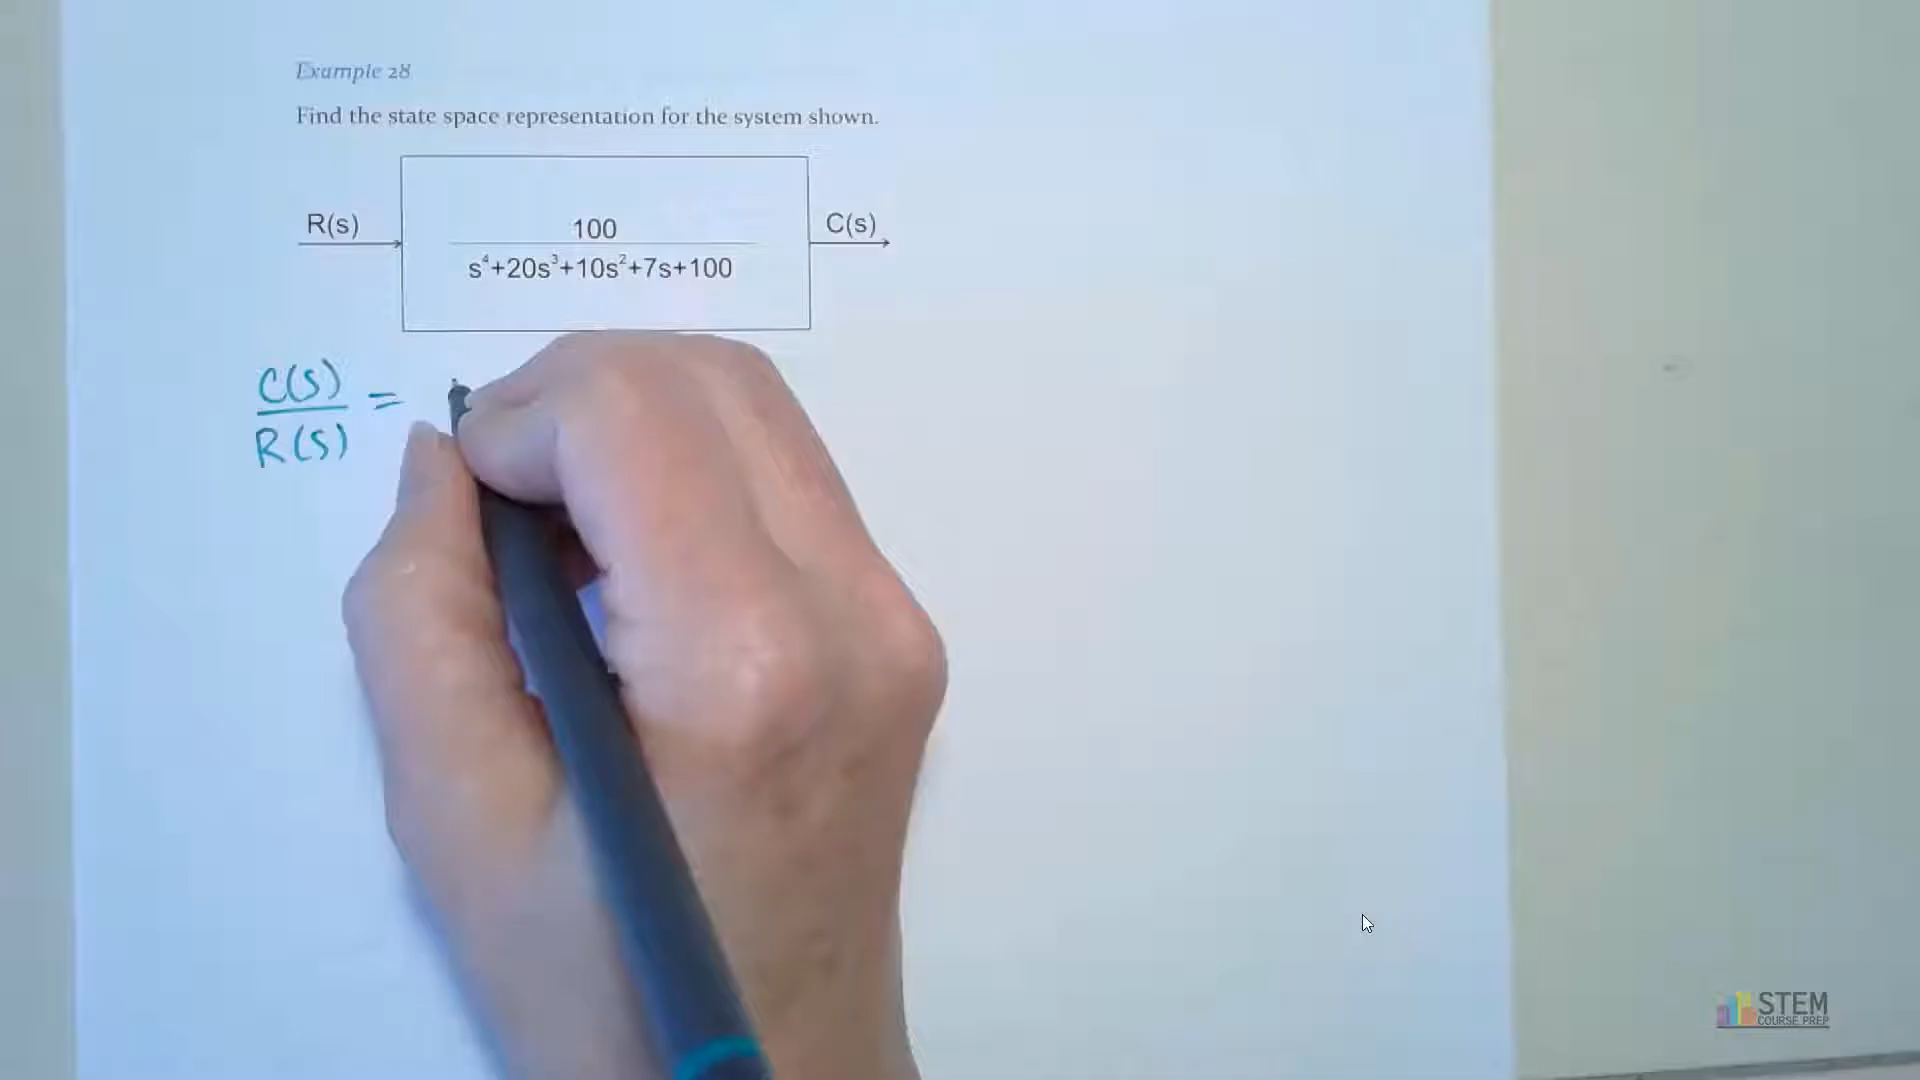 Example 28
Find the state space representation for the system shown.
R(s)
100
s⁴+20s³+10s²+7s+100
C(s)
C(s)
=
R(s)
STEM
COURSE PREP